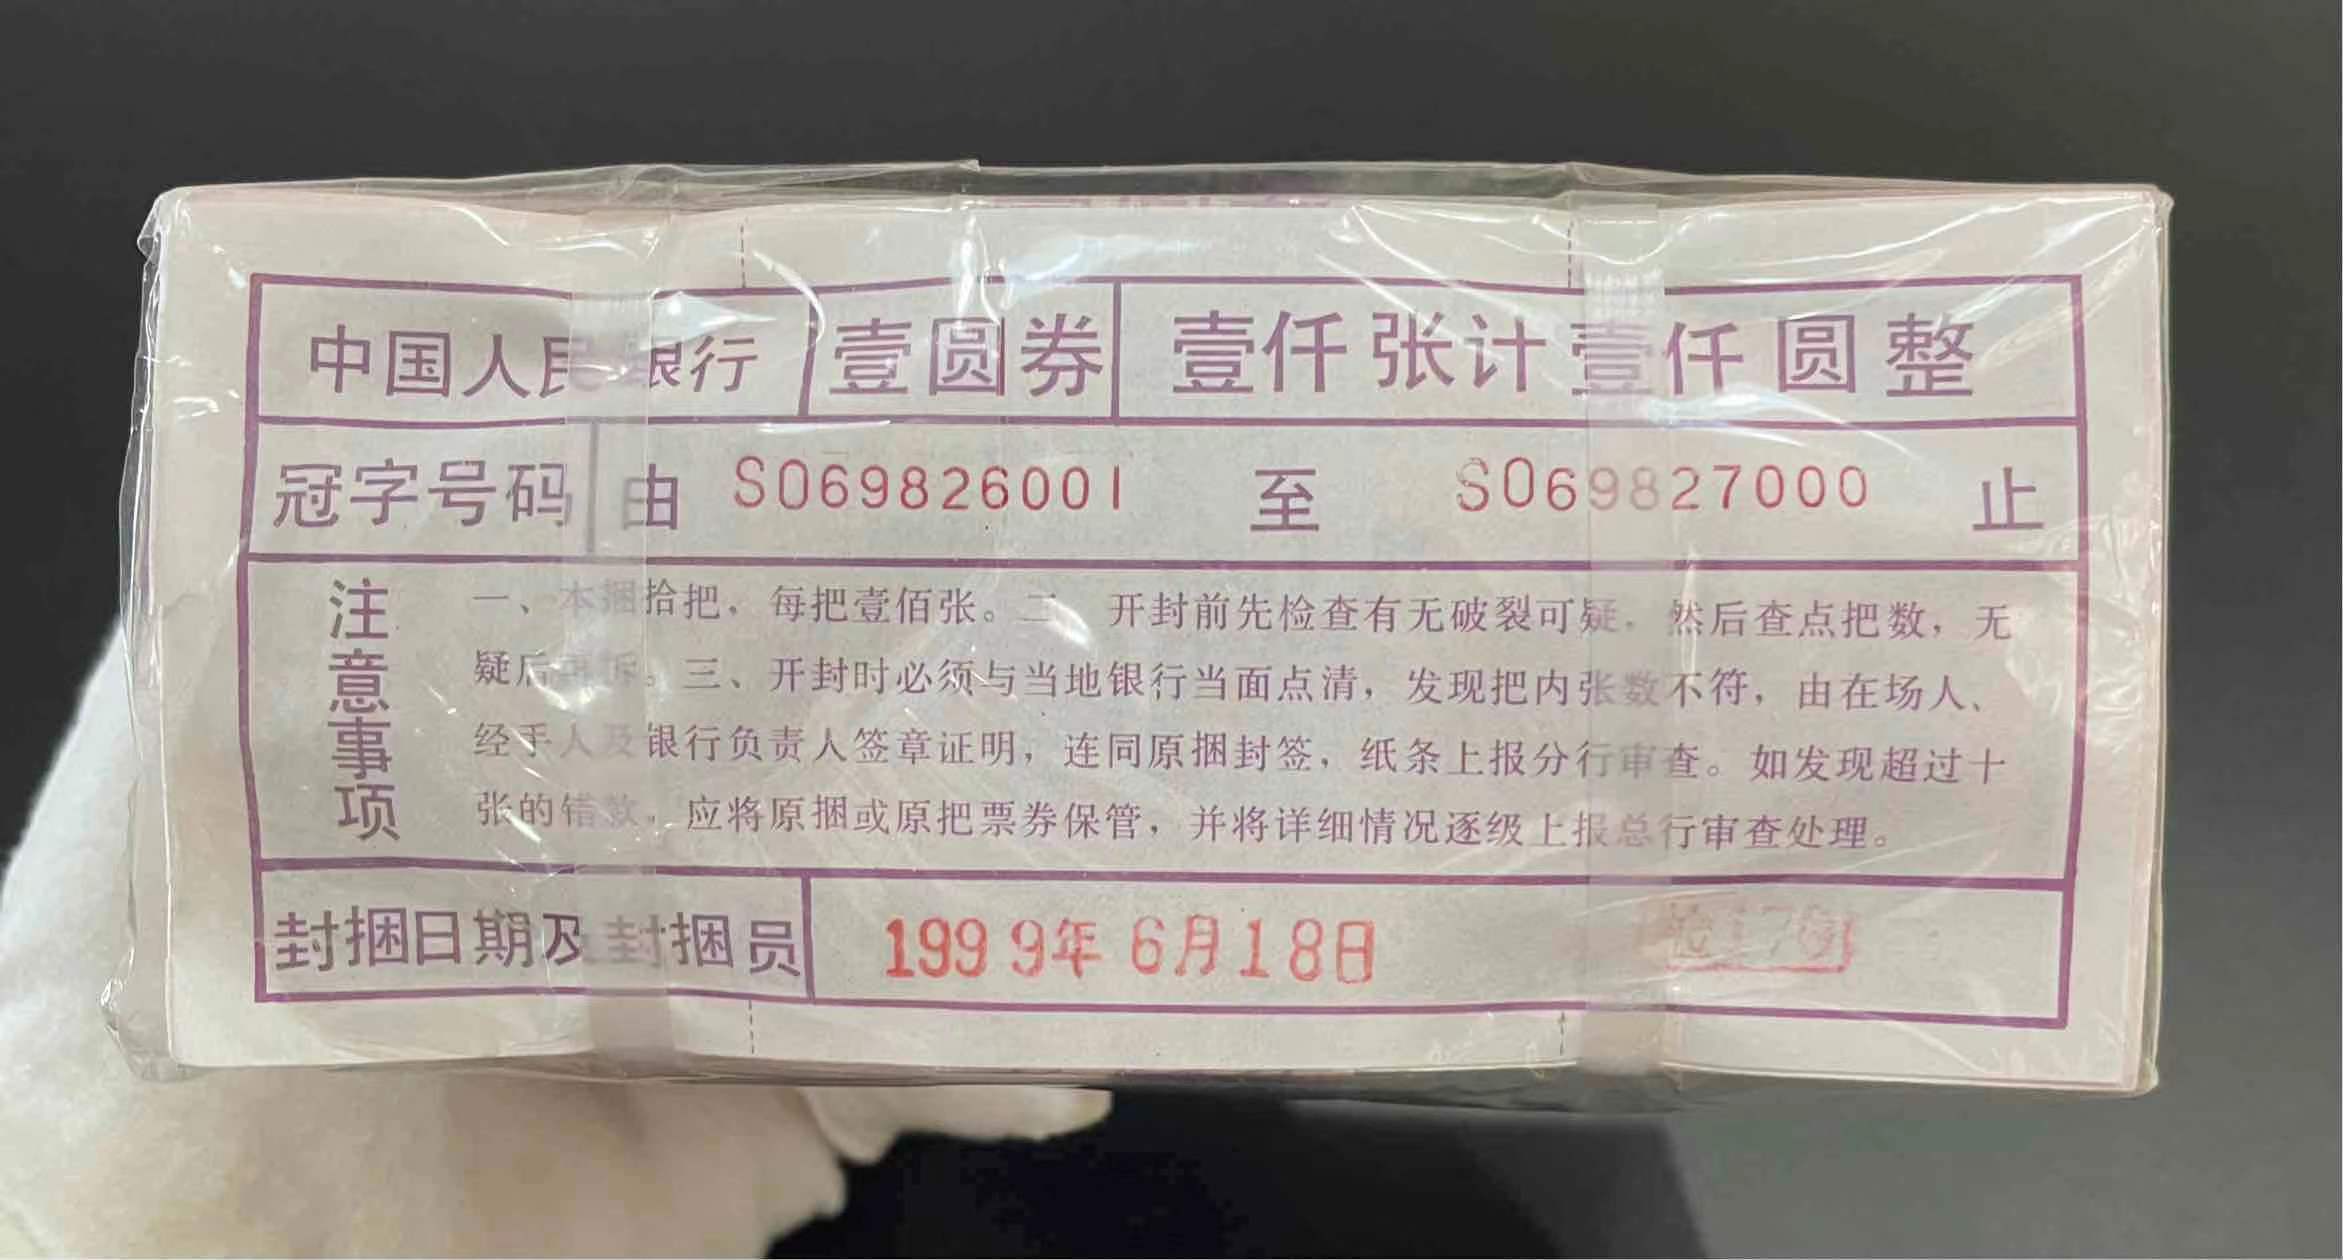 中国人民银行 壹圆券 壹仟张计壹仟圆整
冠字号码 由 S069826001 至 S069827000 止
注意事项
一、本捆拾把，每把壹佰张。二、开封前先检查有无破裂可疑，然后查点把数，无
疑后再拆。三、开封时必须与当地银行当面点清，发现把内张数不符，由在场人、
经手人及银行负责人签章证明，连同原捆封签，纸条上报分行审查。如发现超过十
张的错款，应将原捆或原把票券保管，并将详细情况逐级上报总行审查处理。
封捆日期及封捆员 1999年6月18日